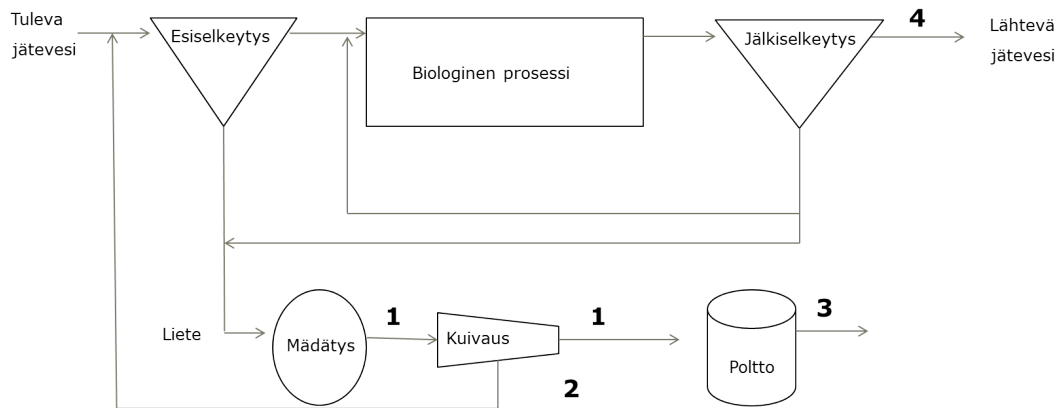 Tuleva
jätevesi
Esiselkeytys
Biologinen prosessi
Jälkiselkeytys
4
Lähtevä
jätevesi
Liete
Mädätys
1
Kuivaus
1
2
Poltto
3